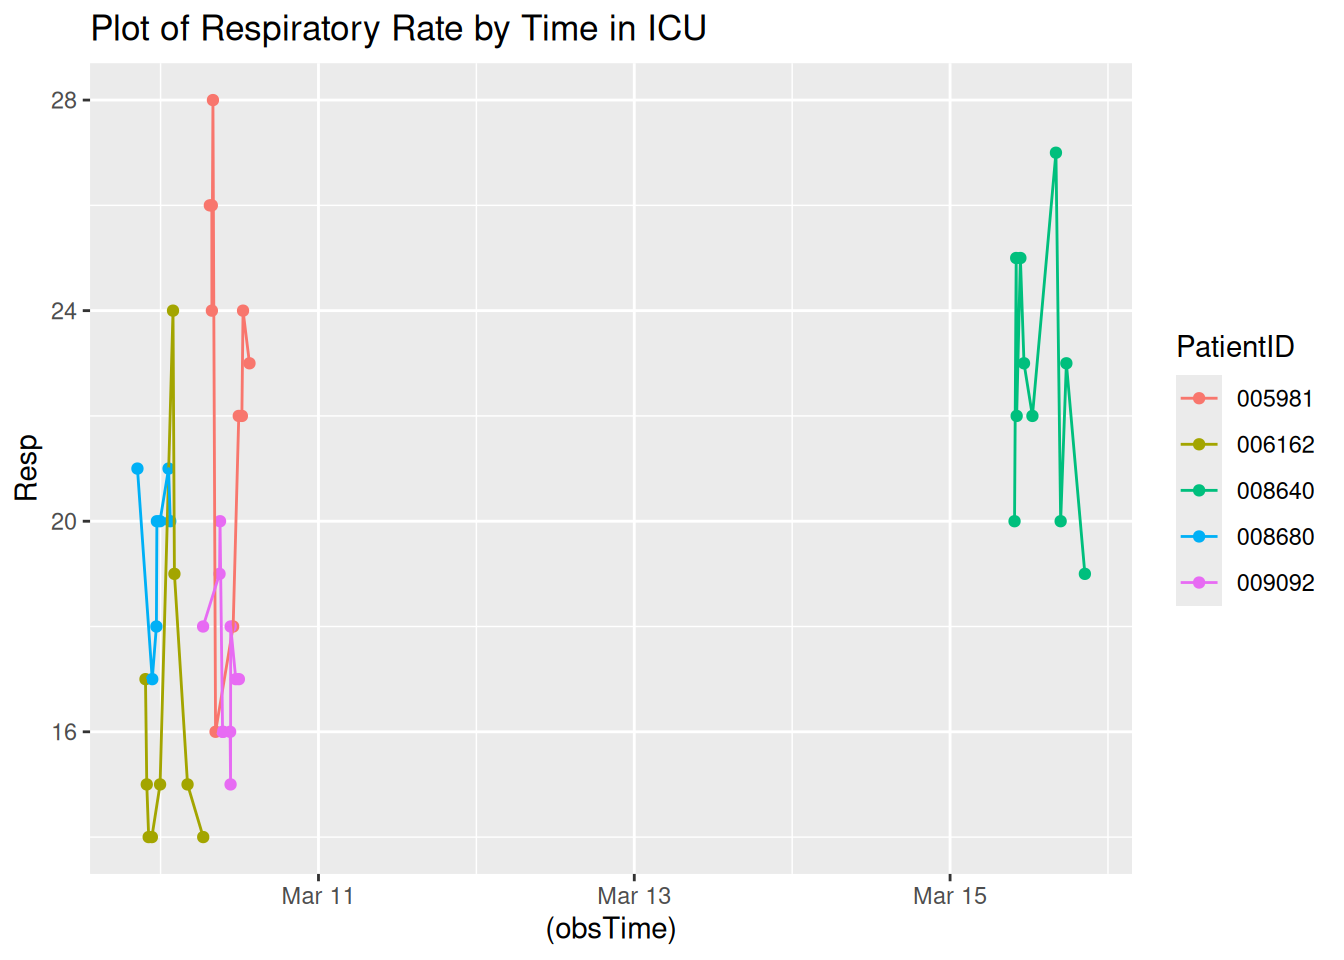 Plot of Respiratory Rate by Time in ICU
28
24
20
16
Resp
Mar 11
Mar 13
Mar 15
(obsTime)
PatientID
005981
006162
008640
008680
009092